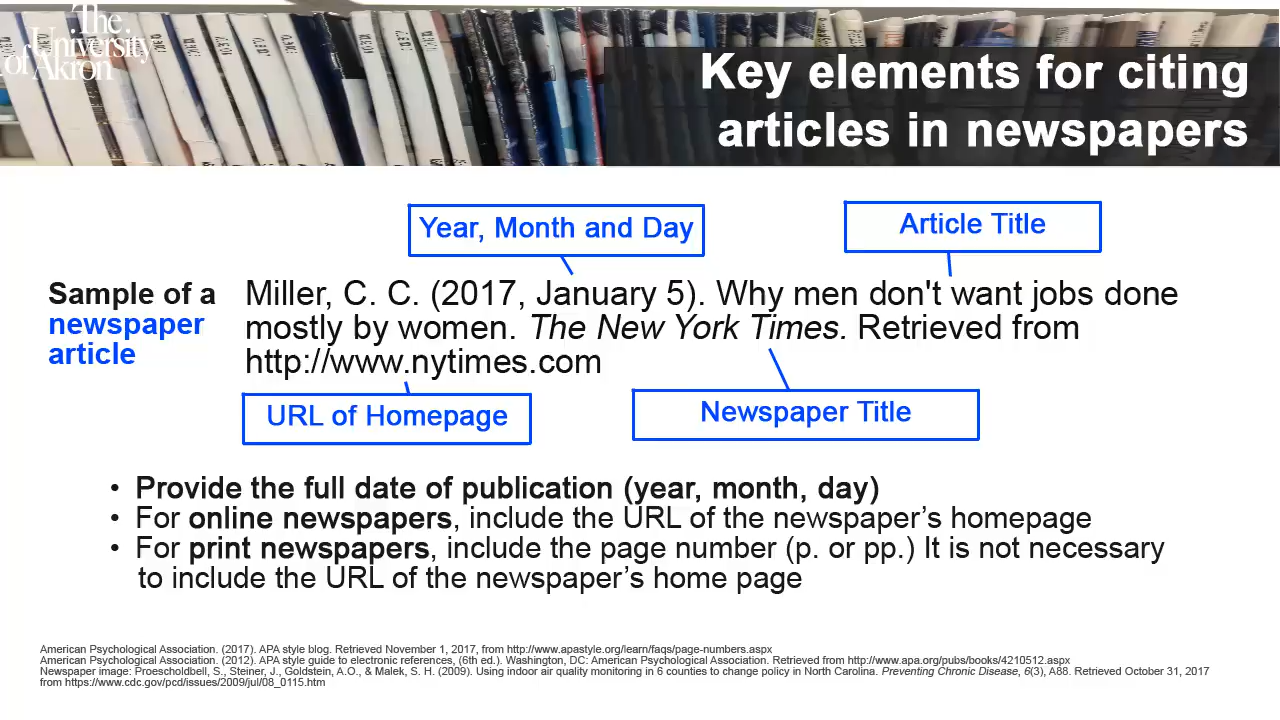 The
University
of Akron
Key elements for citing
articles in newspapers
Year, Month and Day
Article Title
Sample of a
newspaper
article
Miller, C. C. (2017, January 5). Why men don't want jobs done
mostly by women. The New York Times. Retrieved from
http://www.nytimes.com
URL of Homepage
Newspaper Title
• Provide the full date of publication (year, month, day)
• For online newspapers, include the URL of the newspaper’s homepage
• For print newspapers, include the page number (p. or pp.) It is not necessary
to include the URL of the newspaper’s home page
American Psychological Association. (2017). APA style blog. Retrieved November 1, 2017, from http://www.apastyle.org/learn/faqs/page-numbers.aspx
American Psychological Association. (2012). APA style guide to electronic references, (6th ed.). Washington, DC: American Psychological Association. Retrieved from http://www.apa.org/pubs/books/4210512.aspx
Newspaper image: Proescholdbell, S., Steiner, J., Goldstein, A.O., & Malek, S. H. (2009). Using indoor air quality monitoring in 6 counties to change policy in North Carolina. Preventing Chronic Disease, 6(3), A88. Retrieved October 31, 2017
from https://www.cdc.gov/pcd/issues/2009/jul/08_0115.htm